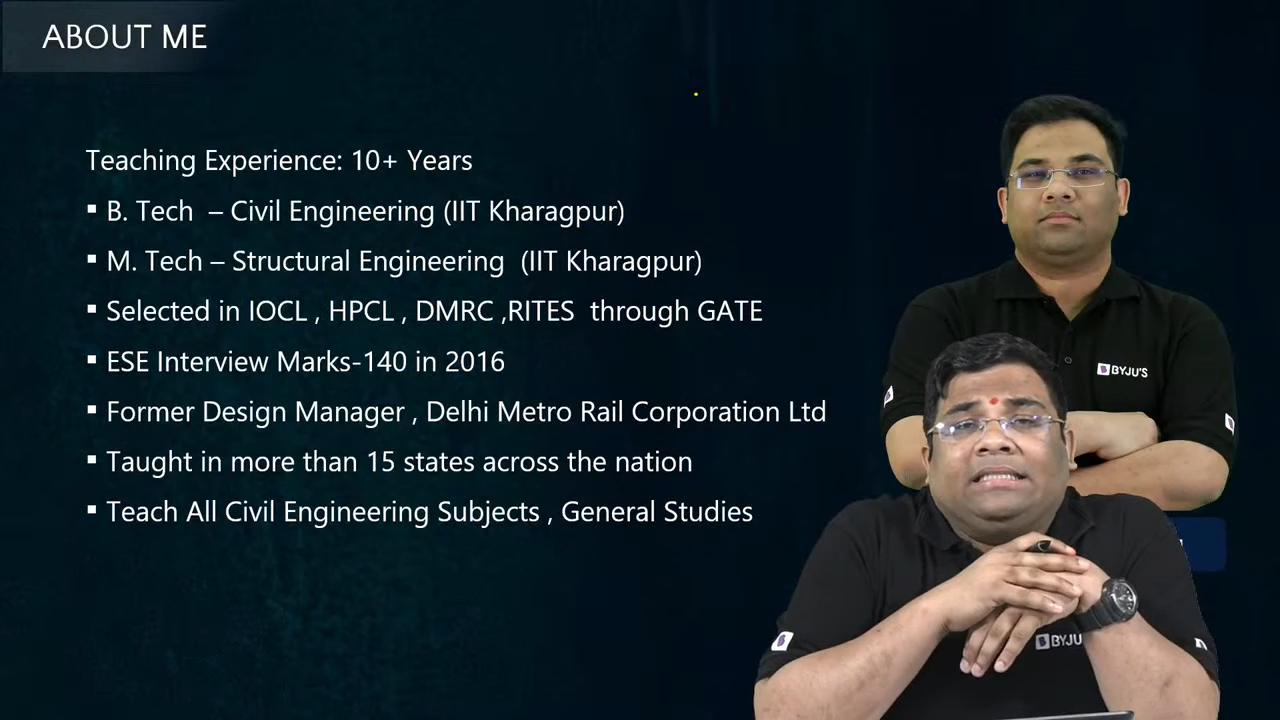 ABOUT ME
Teaching Experience: 10+ Years
▪ B. Tech – Civil Engineering (IIT Kharagpur)
▪ M. Tech – Structural Engineering (IIT Kharagpur)
▪ Selected in IOCL , HPCL , DMRC ,RITES through GATE
▪ ESE Interview Marks-140 in 2016
▪ Former Design Manager , Delhi Metro Rail Corporation Ltd
▪ Taught in more than 15 states across the nation
▪ Teach All Civil Engineering Subjects , General Studies
BYJU'S
BYJU